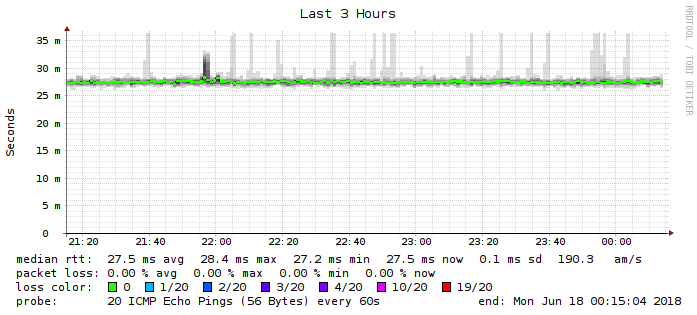 Last 3 Hours
RRDTOOL / TOBI OETIKER
Seconds
35 m
30 m
25 m
20 m
15 m
10 m
5 m
0
21:20 21:40 22:00 22:20 22:40 23:00 23:20 23:40 00:00
median rtt: 27.5 ms avg 28.4 ms max 27.2 ms min 27.5 ms now 0.1 ms sd 190.3 am/s
packet loss: 0.00 % avg 0.00 % max 0.00 % min 0.00 % now
loss color: 0 1/20 2/20 3/20 4/20 10/20 19/20
probe: 20 ICMP Echo Pings (56 Bytes) every 60s end: Mon Jun 18 00:15:04 2018